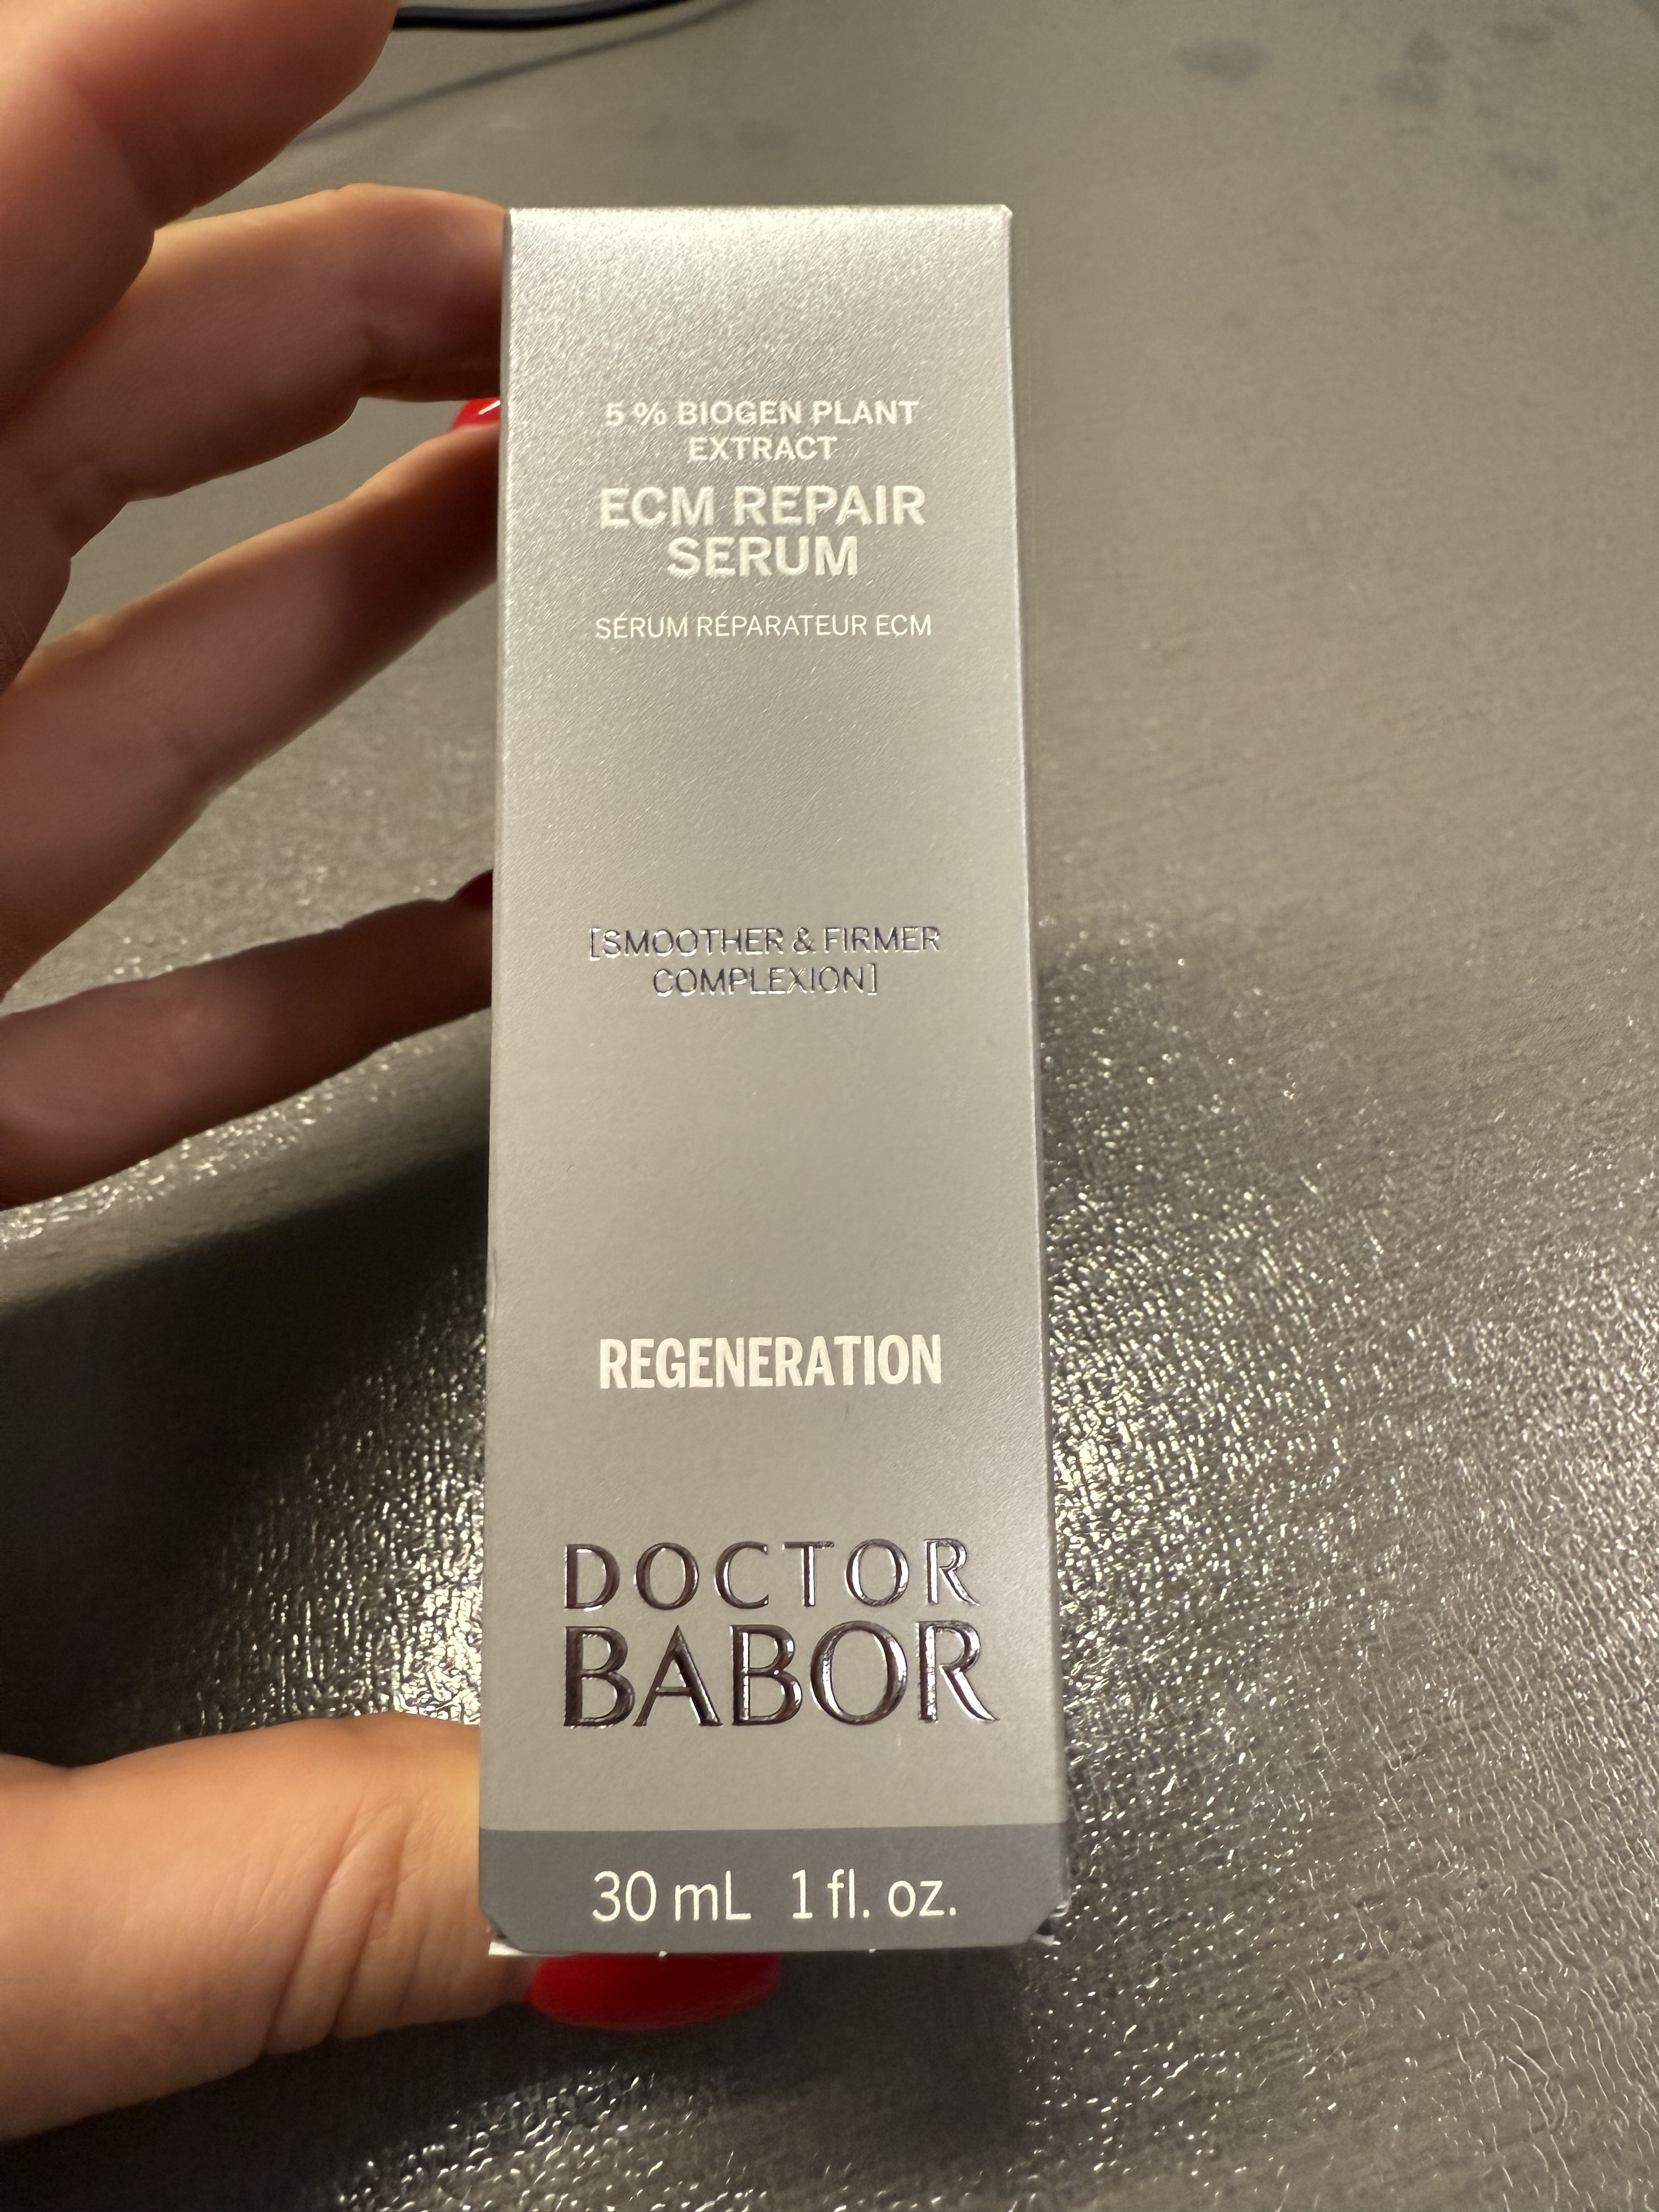 5 % BIOGEN PLANT
EXTRACT
ECM REPAIR
SERUM
SÉRUM RÉPARATEUR ECM
[SMOOTHER & FIRMER
COMPLEXION]
REGENERATION
DOCTOR
BABOR
30 mL 1 fl. oz.